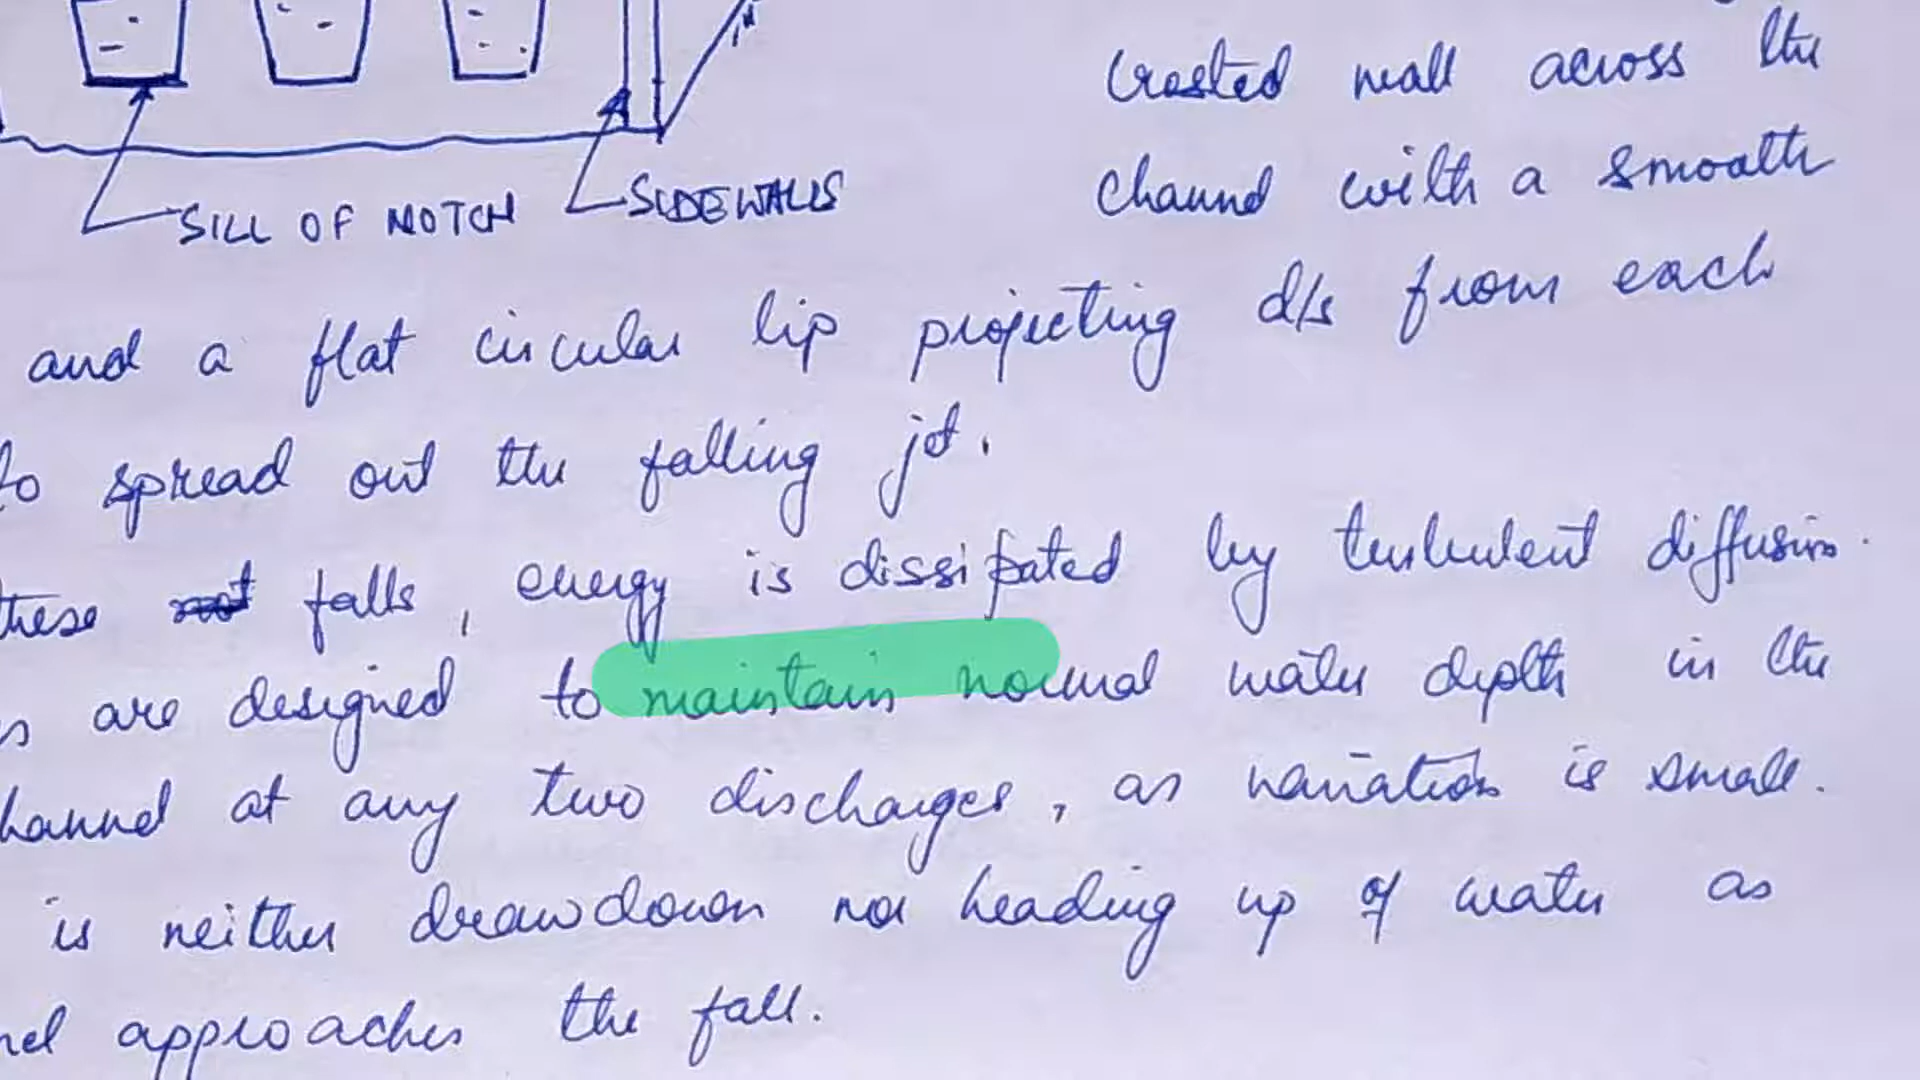 crested wall across the
SILL OF NOTCH
SIDEWALLS
channel with a smooth
and a flat circular lip projecting d/s from each
to spread out the falling jet.
these falls, energy is dissipated by turbulent diffusion.
are designed to maintain normal water depth in the
hannel at any two discharges, as variation is small.
is neither drawdown nor heading up of water as
nel approaches the fall.